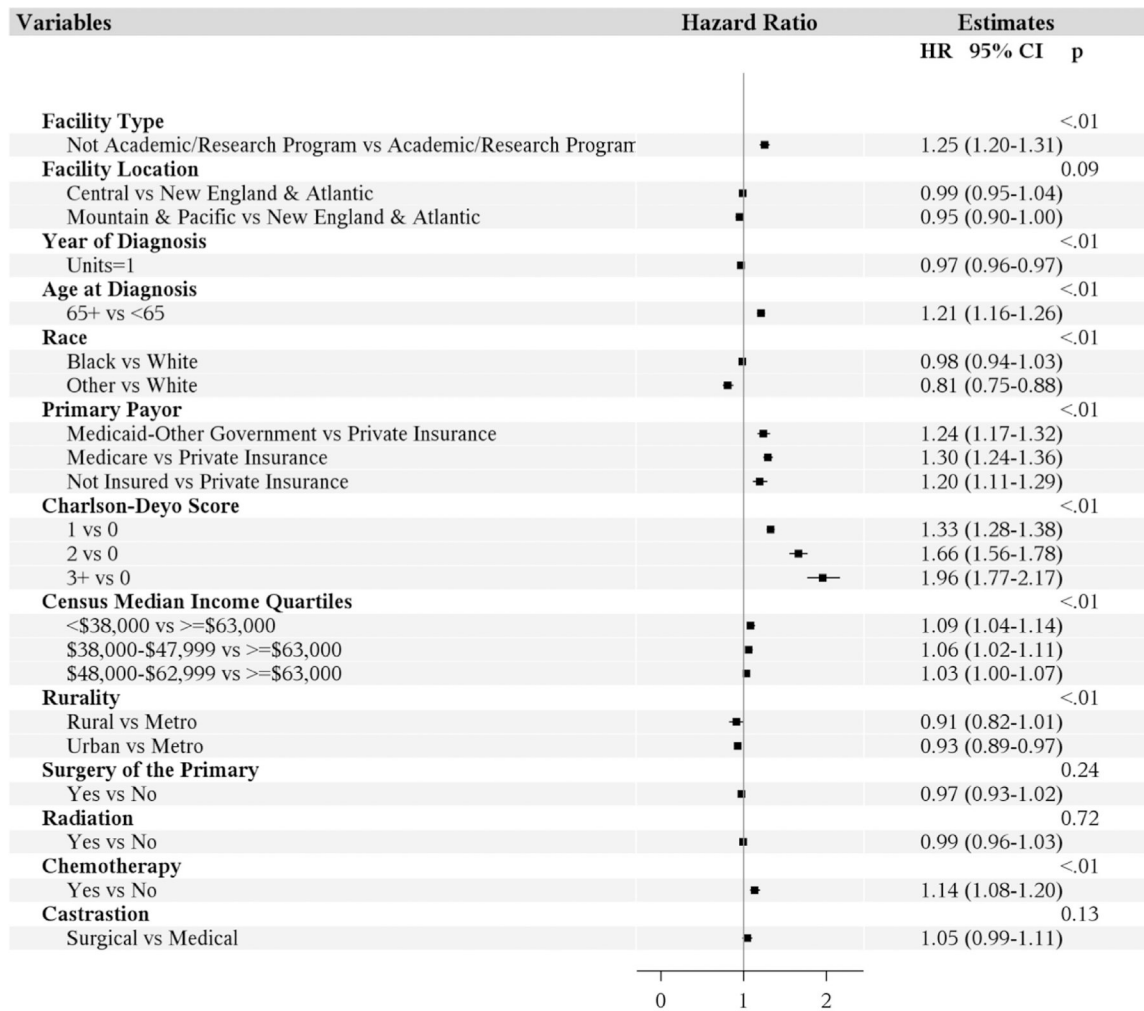 Variables Hazard Ratio Estimates
HR 95% CI p
Facility Type <.01
Not Academic/Research Program vs Academic/Research Program 1.25 (1.20-1.31)
Facility Location 0.09
Central vs New England & Atlantic 0.99 (0.95-1.04)
Mountain & Pacific vs New England & Atlantic 0.95 (0.90-1.00)
Year of Diagnosis <.01
Units=1 0.97 (0.96-0.97)
Age at Diagnosis <.01
65+ vs <65 1.21 (1.16-1.26)
Race <.01
Black vs White 0.98 (0.94-1.03)
Other vs White 0.81 (0.75-0.88)
Primary Payor <.01
Medicaid-Other Government vs Private Insurance 1.24 (1.17-1.32)
Medicare vs Private Insurance 1.30 (1.24-1.36)
Not Insured vs Private Insurance 1.20 (1.11-1.29)
Charlson-Deyo Score <.01
1 vs 0 1.33 (1.28-1.38)
2 vs 0 1.66 (1.56-1.78)
3+ vs 0 1.96 (1.77-2.17)
Census Median Income Quartiles <.01
<$38,000 vs >=$63,000 1.09 (1.04-1.14)
$38,000-$47,999 vs >=$63,000 1.06 (1.02-1.11)
$48,000-$62,999 vs >=$63,000 1.03 (1.00-1.07)
Rurality <.01
Rural vs Metro 0.91 (0.82-1.01)
Urban vs Metro 0.93 (0.89-0.97)
Surgery of the Primary 0.24
Yes vs No 0.97 (0.93-1.02)
Radiation 0.72
Yes vs No 0.99 (0.96-1.03)
Chemotherapy <.01
Yes vs No 1.14 (1.08-1.20)
Castrastion 0.13
Surgical vs Medical 1.05 (0.99-1.11)
0 1 2